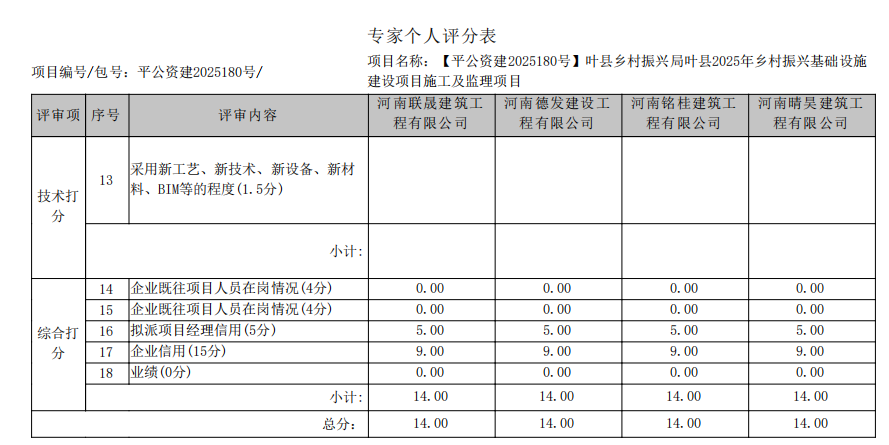 专家个人评分表
项目编号/包号: 平公资建2025180号/
项目名称:【平公资建2025180号】叶县乡村振兴局叶县2025年乡村振兴基础设施
建设项目施工及监理项目
评审项 序号 评审内容 河南联晟建筑工程有限公司 河南德发建设工程有限公司 河南铭桂建筑工程有限公司 河南晴昊建筑工程有限公司
技术打分
13 采用新工艺、新技术、新设备、新材
料、BIM等的程度(1.5分)
小计:
综合打分
14 企业既往项目人员在岗情况(4分) 0.00 0.00 0.00 0.00
15 企业既往项目人员在岗情况(4分) 0.00 0.00 0.00 0.00
16 拟派项目经理信用(5分) 5.00 5.00 5.00 5.00
17 企业信用(15分) 9.00 9.00 9.00 9.00
18 业绩(0分) 0.00 0.00 0.00 0.00
小计: 14.00 14.00 14.00 14.00
总分: 14.00 14.00 14.00 14.00